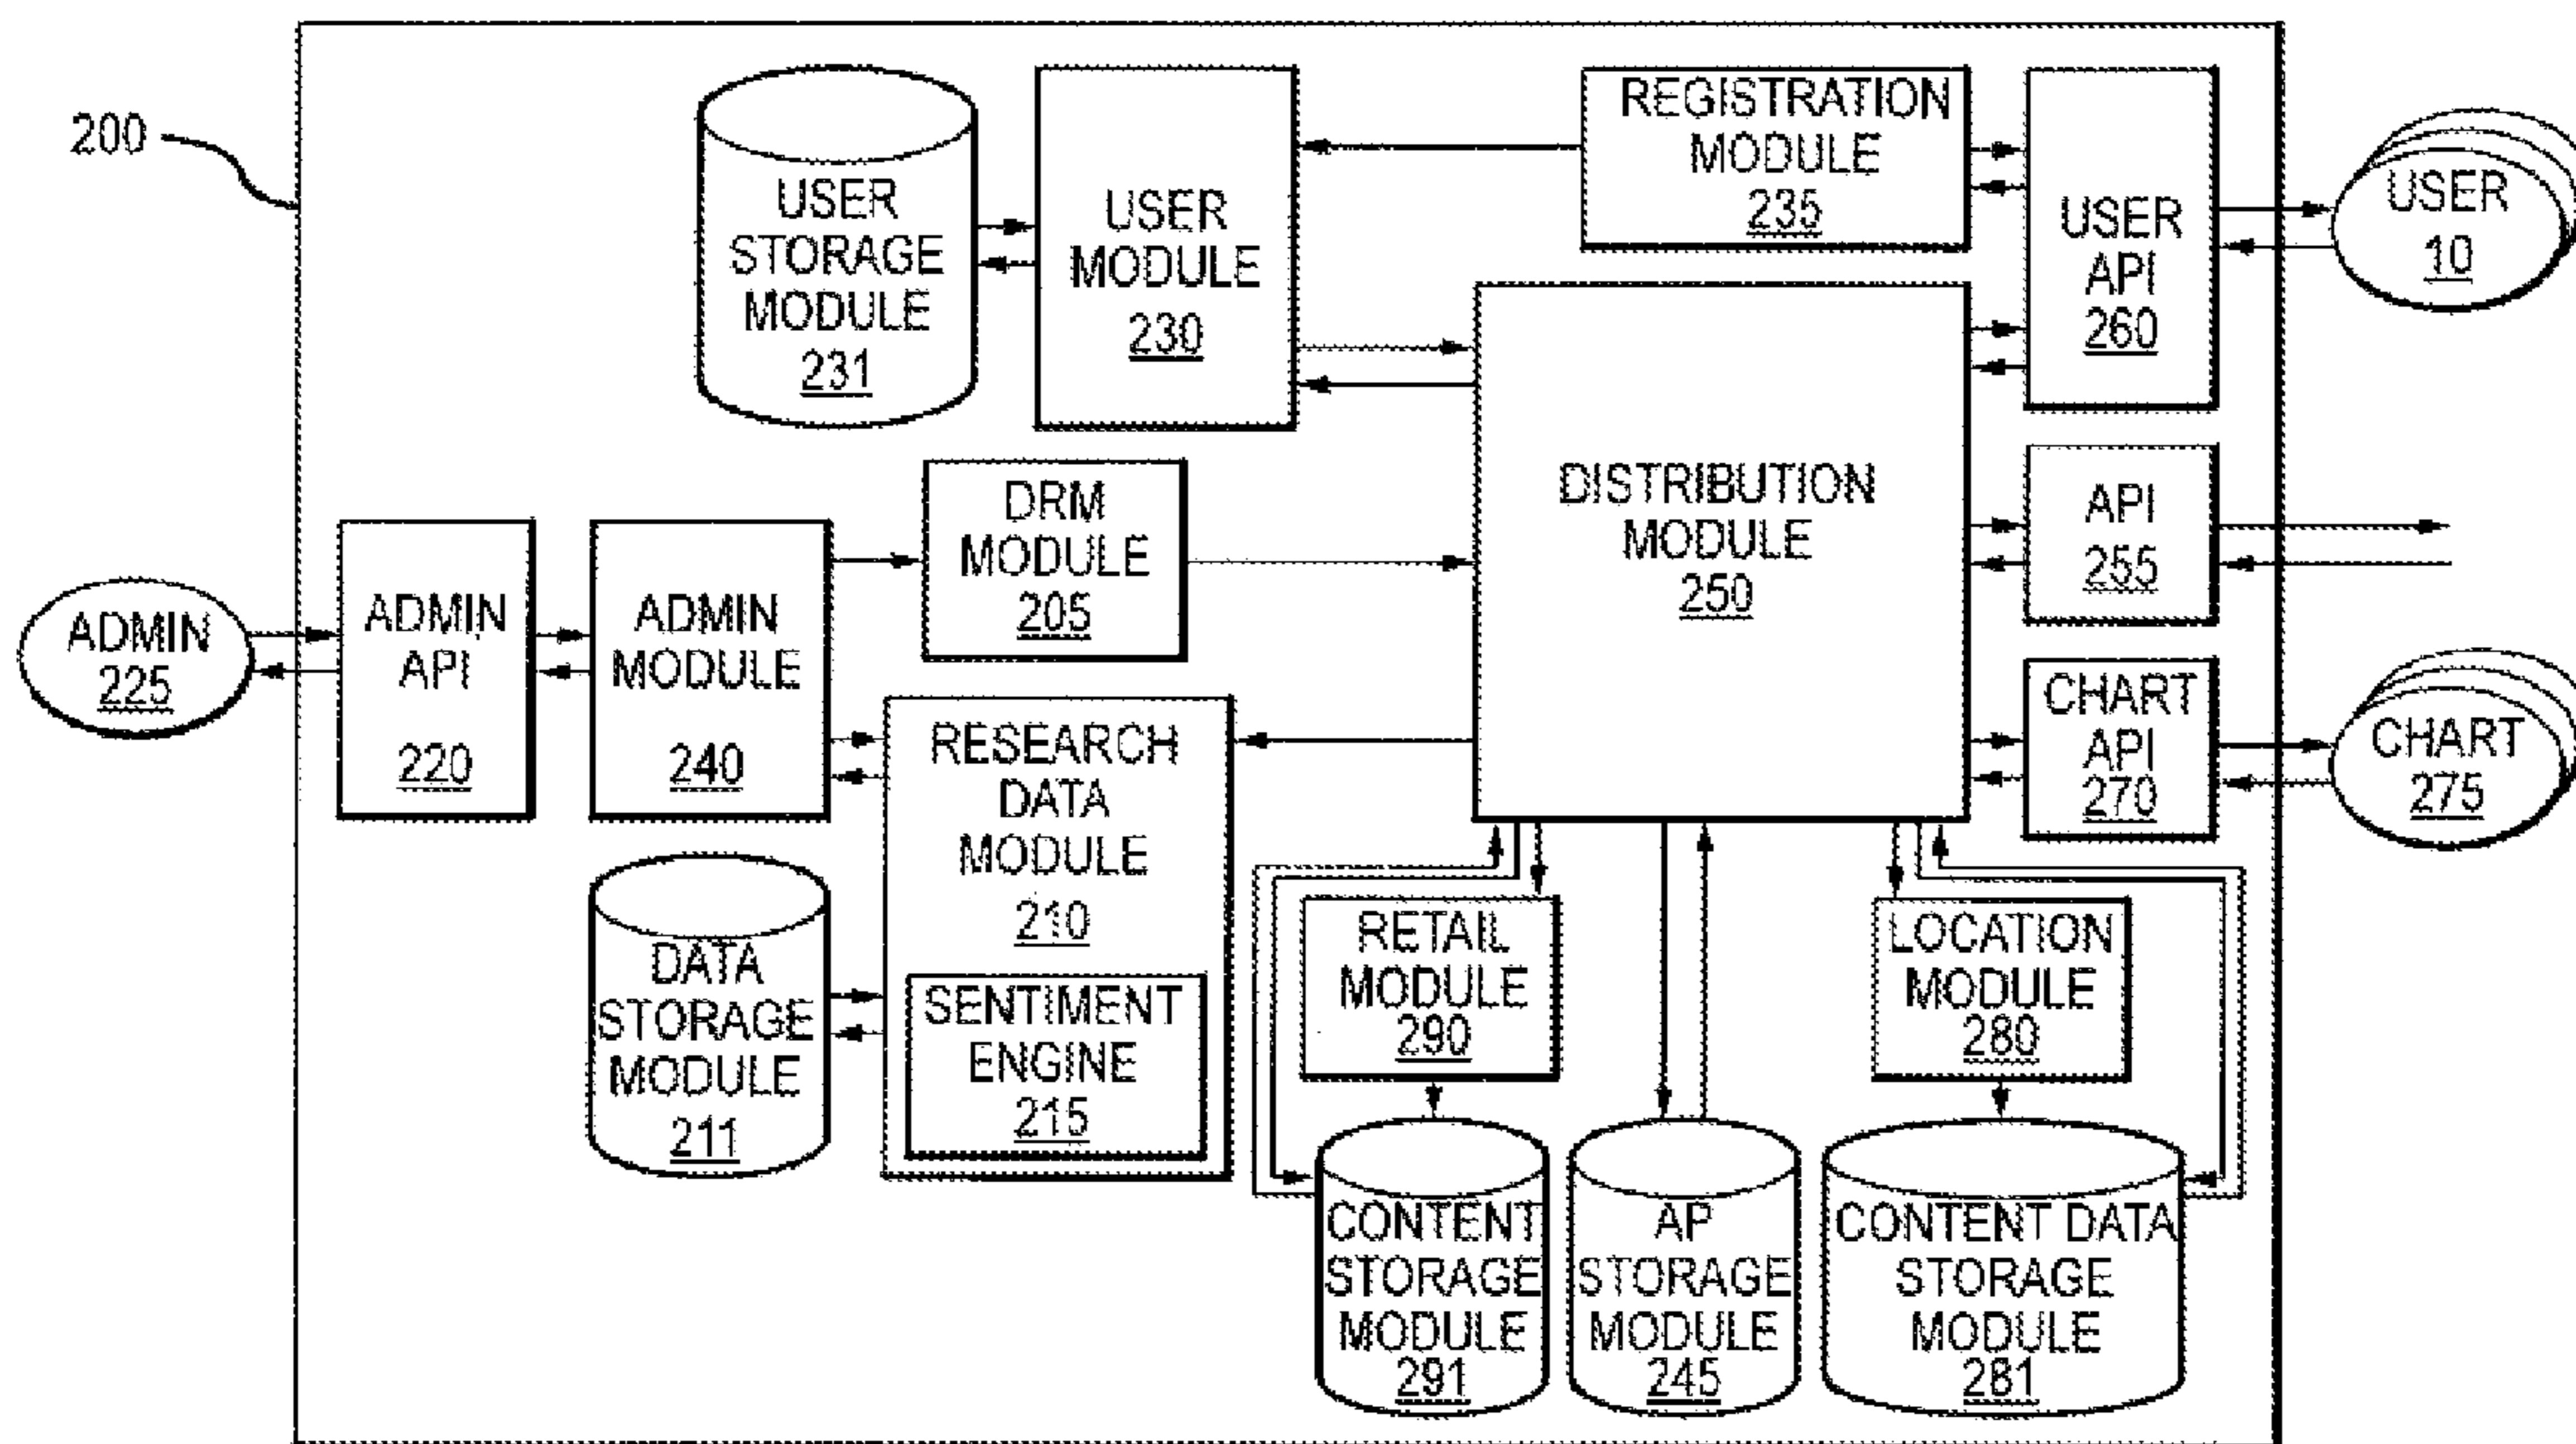 200
USER
STORAGE
MODULE
231
USER
MODULE
230
REGISTRATION
MODULE
235
USER
API
260
USER
10
DISTRIBUTION
MODULE
250
DRM
MODULE
205
API
255
ADMIN
225
ADMIN
API
220
ADMIN
MODULE
240
RESEARCH
DATA
MODULE
210
SENTIMENT
ENGINE
215
DATA
STORAGE
MODULE
211
CHART
API
270
CHART
275
RETAIL
MODULE
290
LOCATION
MODULE
280
CONTENT
STORAGE
MODULE
291
AP
STORAGE
MODULE
245
CONTENT DATA
STORAGE
MODULE
281